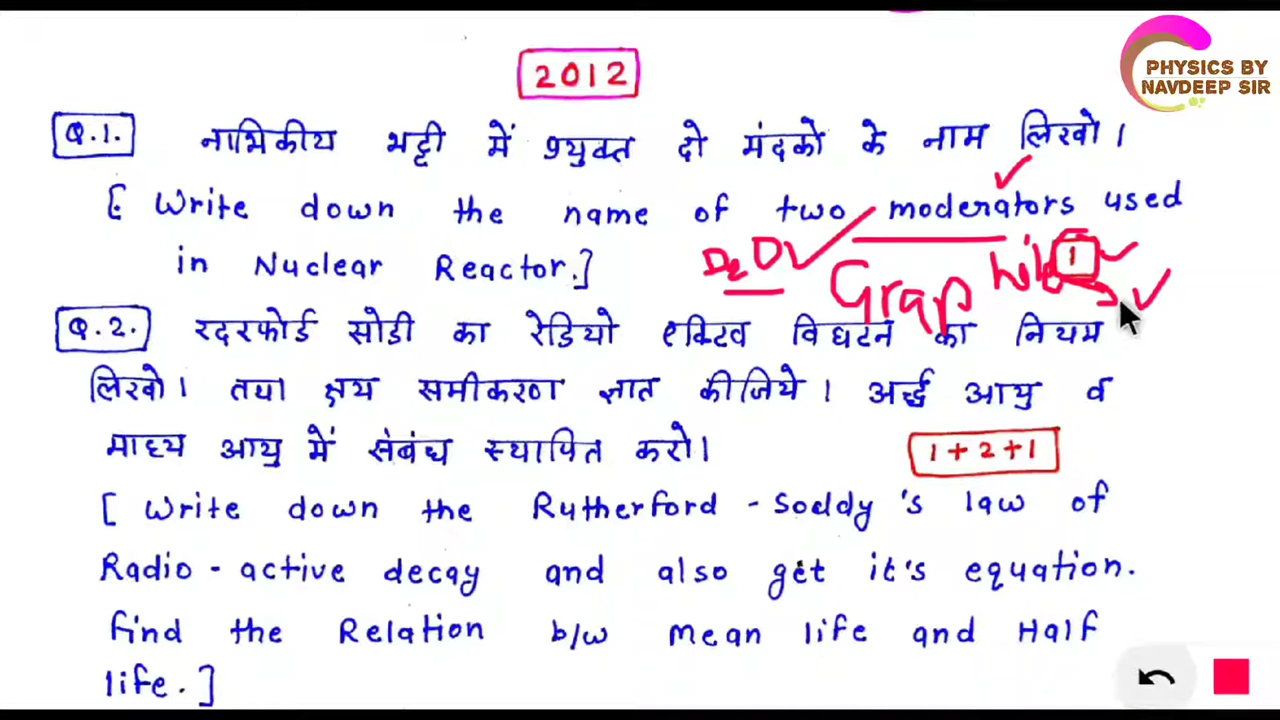 PHYSICS BY
NAVDEEP SIR
2012
Q.1. नाभिकीय भट्टी में प्रयुक्त दो मंदकों के नाम लिखो।
[ Write down the name of two moderators used
D₂O
Graphite
1
in Nuclear Reactor.]
Q.2. रदरफोर्ड सोडी का रेडियो एक्टिव विघटन का नियम
लिखो। तथा क्षय समीकरण ज्ञात कीजिये। अर्द्ध आयु व
माध्य आयु में संबंध स्थापित करो।
1+2+1
[ Write down the Rutherford - Soddy's law of
Radio - active decay and also get it's equation.
find the Relation b/w mean life and Half
life.]